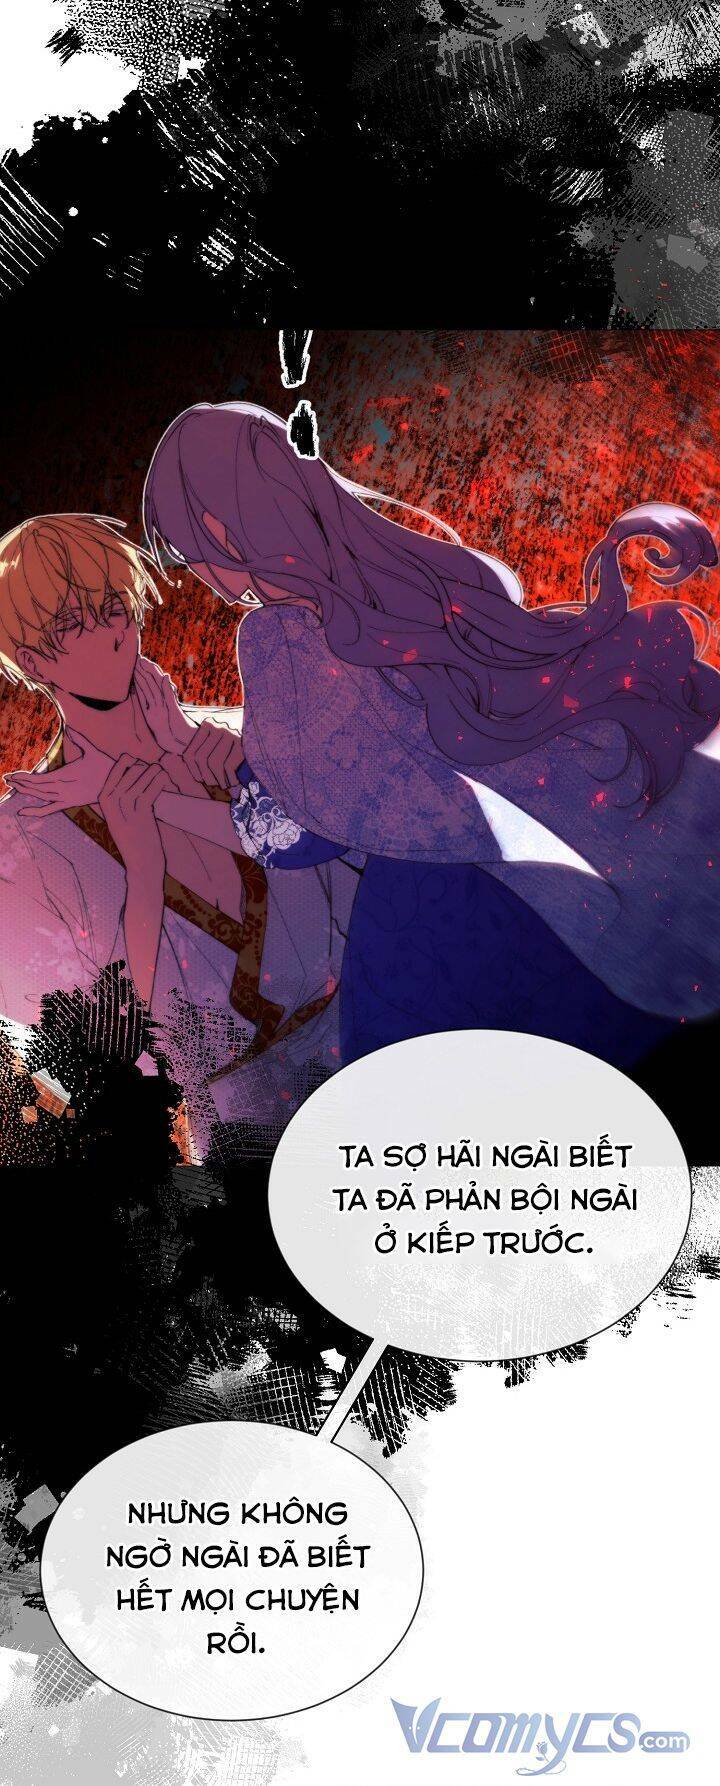 TA SỢ HÃI NGÀI BIẾT
TA ĐÃ PHẢN BỘI NGÀI
Ở KIẾP TRƯỚC.
NHƯNG KHÔNG
NGỜ NGÀI ĐÃ BIẾT
HẾT MỌI CHUYỆN
RỒI.
VCOMYCS.com